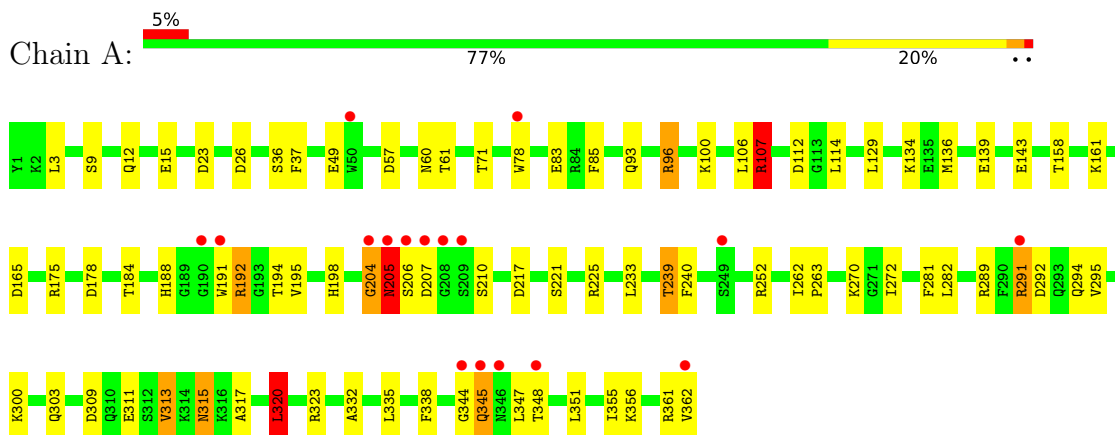 5%
Chain A:
77% 20% ..
Y1 K2 L3 S9 Q12 E15 D23 D26 S36 F37 E49 W50 D57 N60 T61 T71 W78 E83 R84 F85 Q93 R96 K100 L106 R107 D112 G113 L114 L129 K134 E135 M136 E139 E143 T158 K161
D165 R175 D178 T184 H188 G189 G190 W191 R192 G193 T194 V195 H198 G204 N205 S206 D207 G208 S209 S210 D217 S221 R225 L233 T239 F240 S249 R252 I262 P263 K270 G271 I272 F281 L282 R289 F290 R291 D292 Q293 Q294 V295
K300 Q303 D309 Q310 E311 S312 V313 K314 N315 K316 A317 L320 R323 A332 L335 F338 G344 Q345 N346 L347 T348 L351 I355 K356 R361 V362